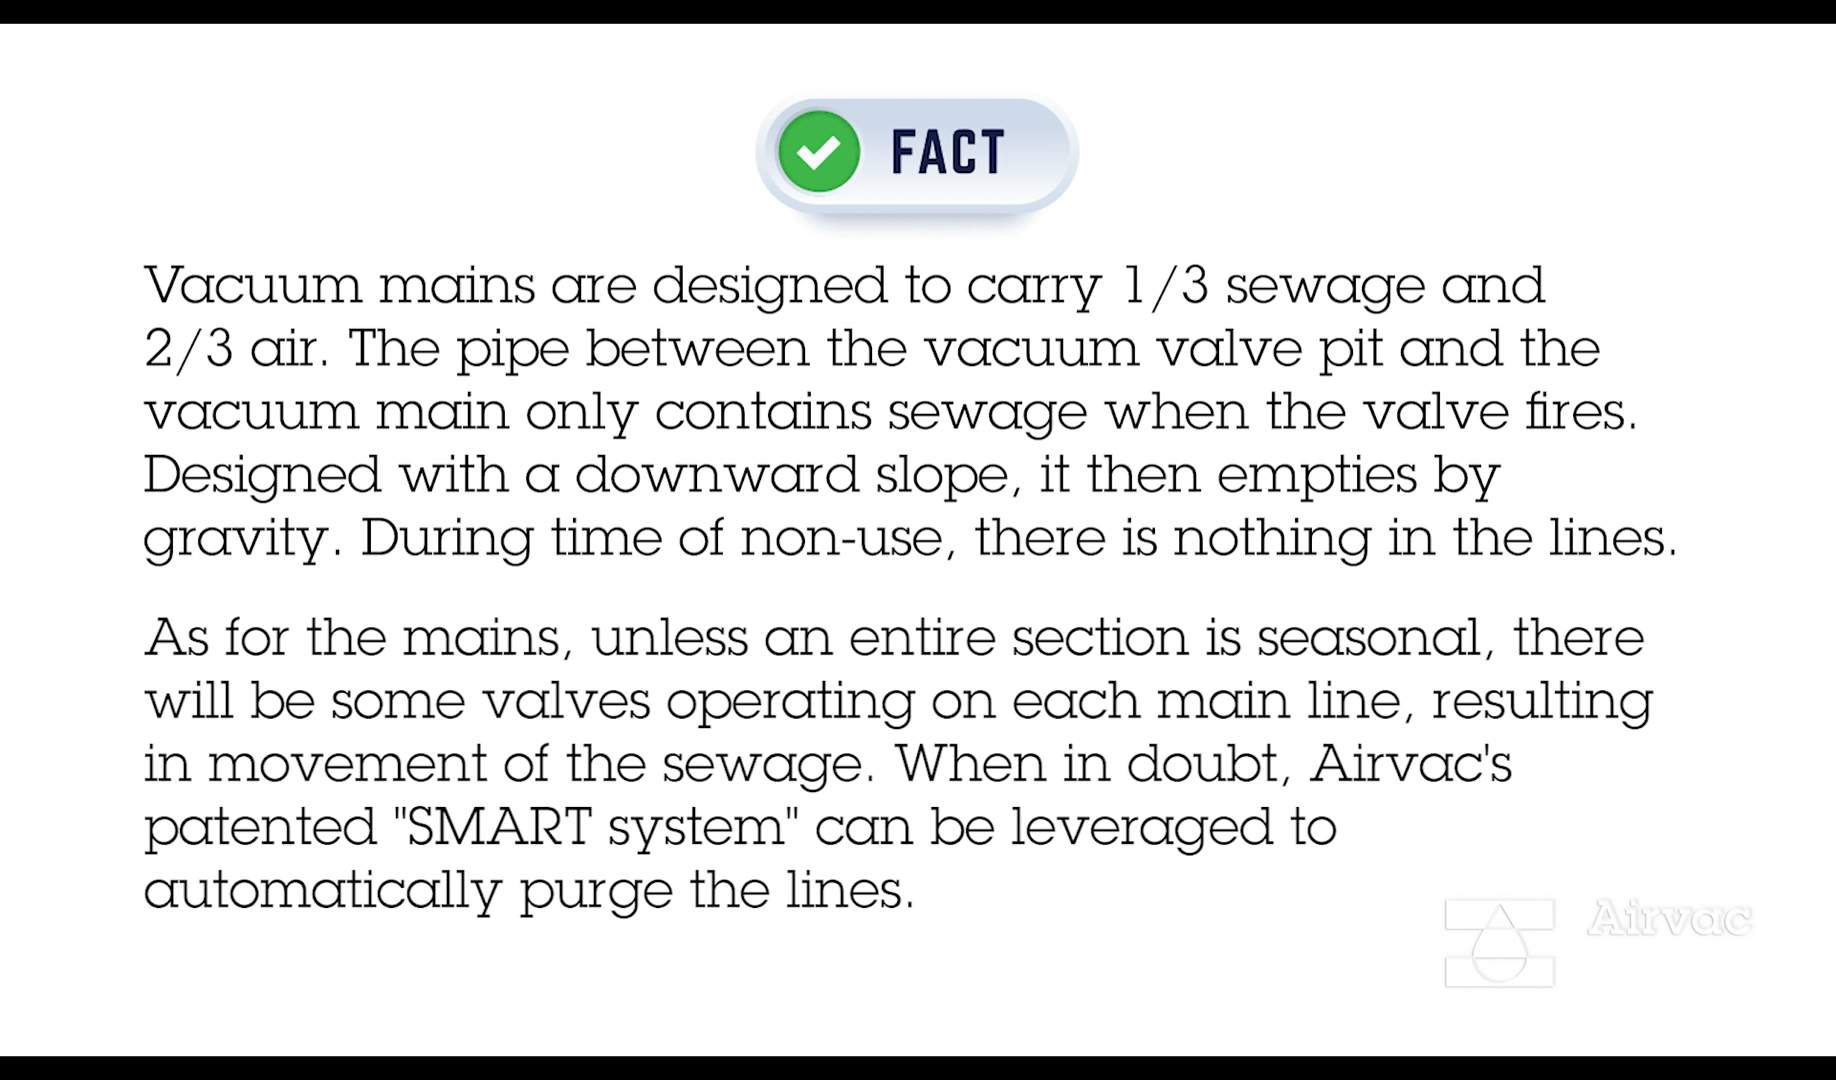 FACT
Vacuum mains are designed to carry 1/3 sewage and
2/3 air. The pipe between the vacuum valve pit and the
vacuum main only contains sewage when the valve fires.
Designed with a downward slope, it then empties by
gravity. During time of non-use, there is nothing in the lines.
As for the mains, unless an entire section is seasonal, there
will be some valves operating on each main line, resulting
in movement of the sewage. When in doubt, Airvac's
patented "SMART system" can be leveraged to
automatically purge the lines.
Airvac